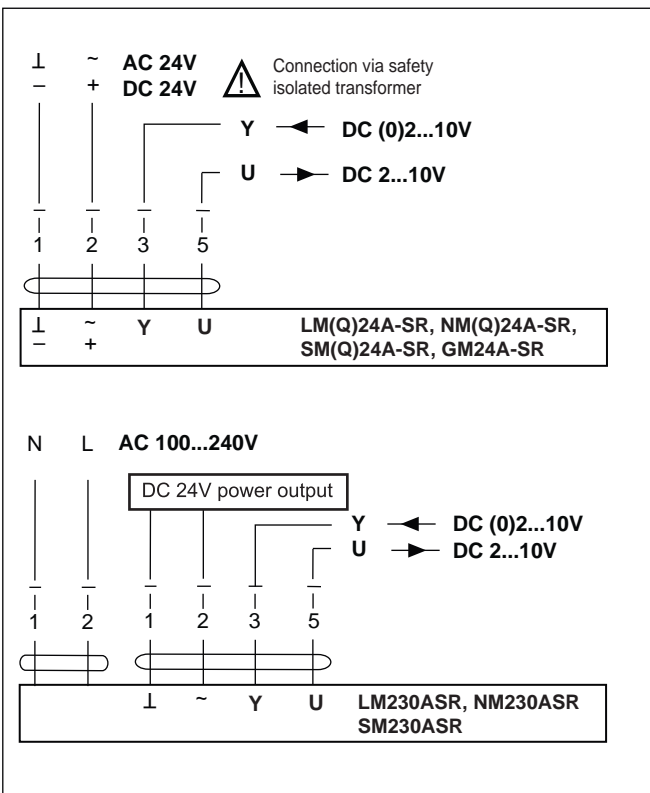 ⊥ ~ AC 24V
– + DC 24V
Connection via safety
isolated transformer
Y DC (0)2...10V
U DC 2...10V
1 2 3 5
⊥ ~ Y U LM(Q)24A-SR, NM(Q)24A-SR,
– + SM(Q)24A-SR, GM24A-SR
N L AC 100...240V
DC 24V power output
Y DC (0)2...10V
U DC 2...10V
1 2 1 2 3 5
⊥ ~ Y U LM230ASR, NM230ASR
SM230ASR